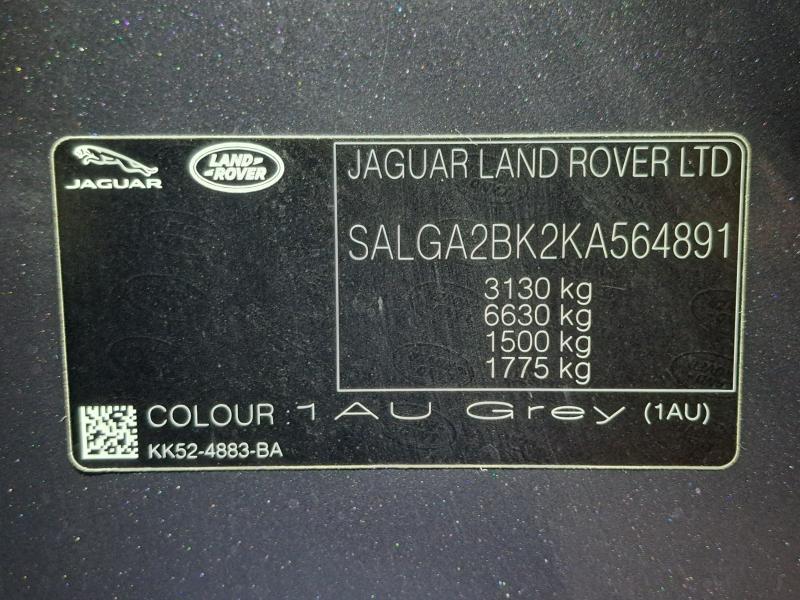 JAGUAR
LAND
ROVER
JAGUAR LAND ROVER LTD
SALGA2BK2KA564891
3130 kg
6630 kg
1500 kg
1775 kg
COLOUR 1AU Grey (1AU)
KK52-4883-BA